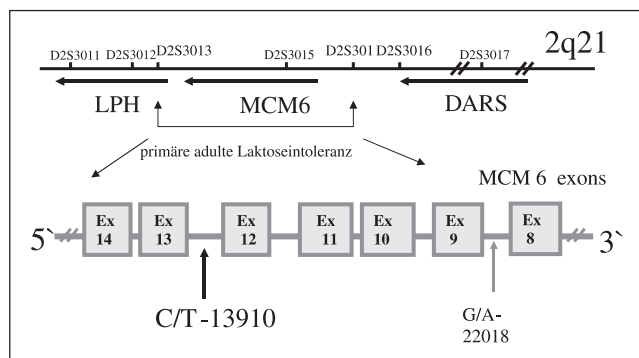 2q21
D2S3011 D2S3012 D2S3013 D2S3015 D2S301 D2S3016 D2S3017
LPH MCM6 DARS
primäre adulte Laktoseintoleranz
MCM 6 exons
5` Ex 14 Ex 13 Ex 12 Ex 11 Ex 10 Ex 9 Ex 8 3`
C/T-13910
G/A-
22018